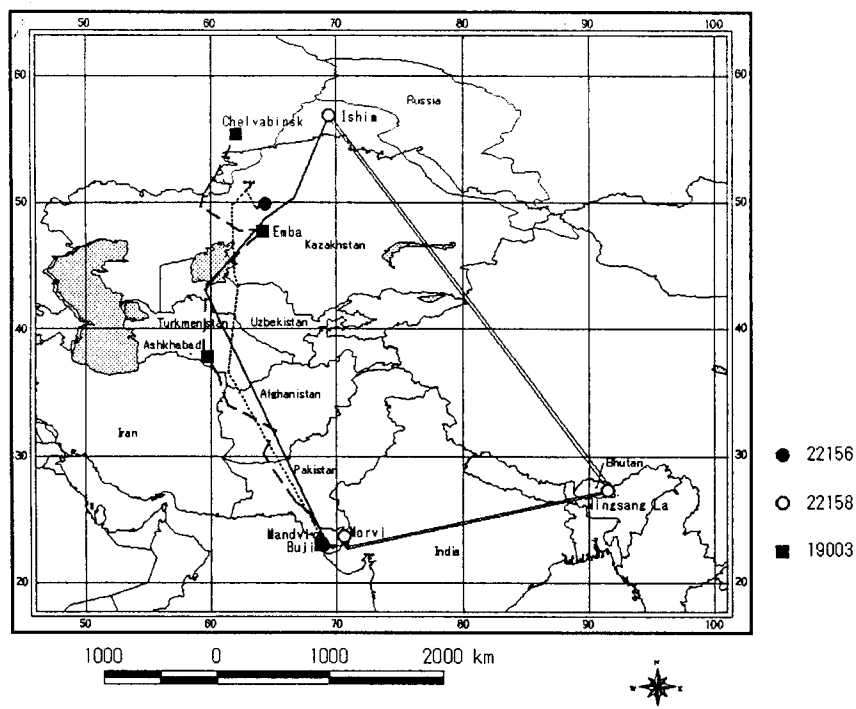 50 60 70 80 90 100
60 60
Russia
Chelyabinsk
Ishim
50 50
Emba
Kazakhstan
40 40
Turkmenistan Uzbekistan
Ashkhabad
Afghanistan
Iran
30 30
Pakistan
Bhutan
Mingsang La
Mandvi Morvi
Buji
India
20 20
50 60 70 80 90 100
22156
22158
19003
1000 0 1000 2000 km
N
W E
S